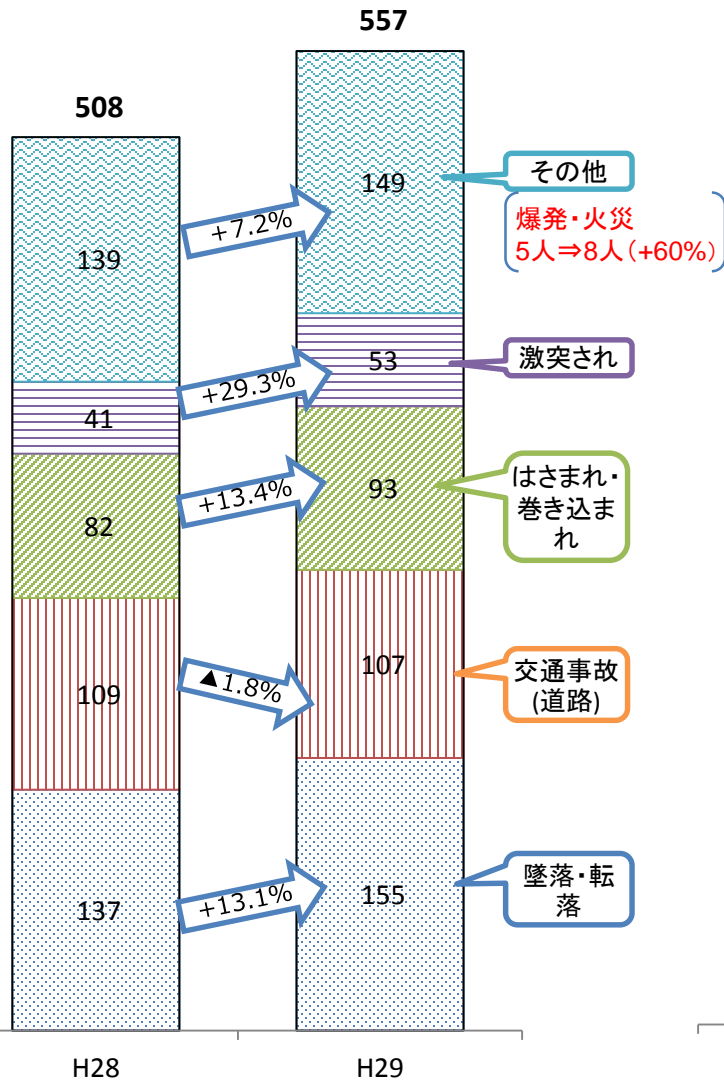 557
508
149
その他
爆発・火災
5人⇒8人(+60%)
+7.2%
139
53
激突され
+29.3%
41
93
はさまれ・
巻き込ま
れ
+13.4%
82
107
交通事故
(道路)
▲1.8%
109
155
墜落・転
落
+13.1%
137
H28
H29